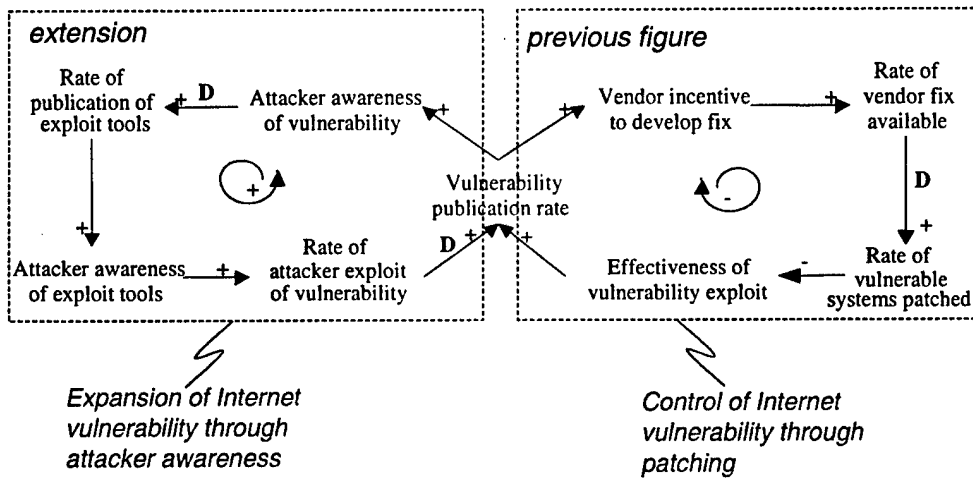 extension
Rate of
publication of
exploit tools
+
D
Attacker awareness
of vulnerability
+
+
+
Attacker awareness
of exploit tools
+
Rate of
attacker exploit
of vulnerability
D
+
Vulnerability
publication rate
previous figure
+
Vendor incentive
to develop fix
+
Rate of
vendor fix
available
D
+
-
Rate of
vulnerable
systems patched
-
Effectiveness of
vulnerability exploit
+
Expansion of Internet
vulnerability through
attacker awareness
Control of Internet
vulnerability through
patching